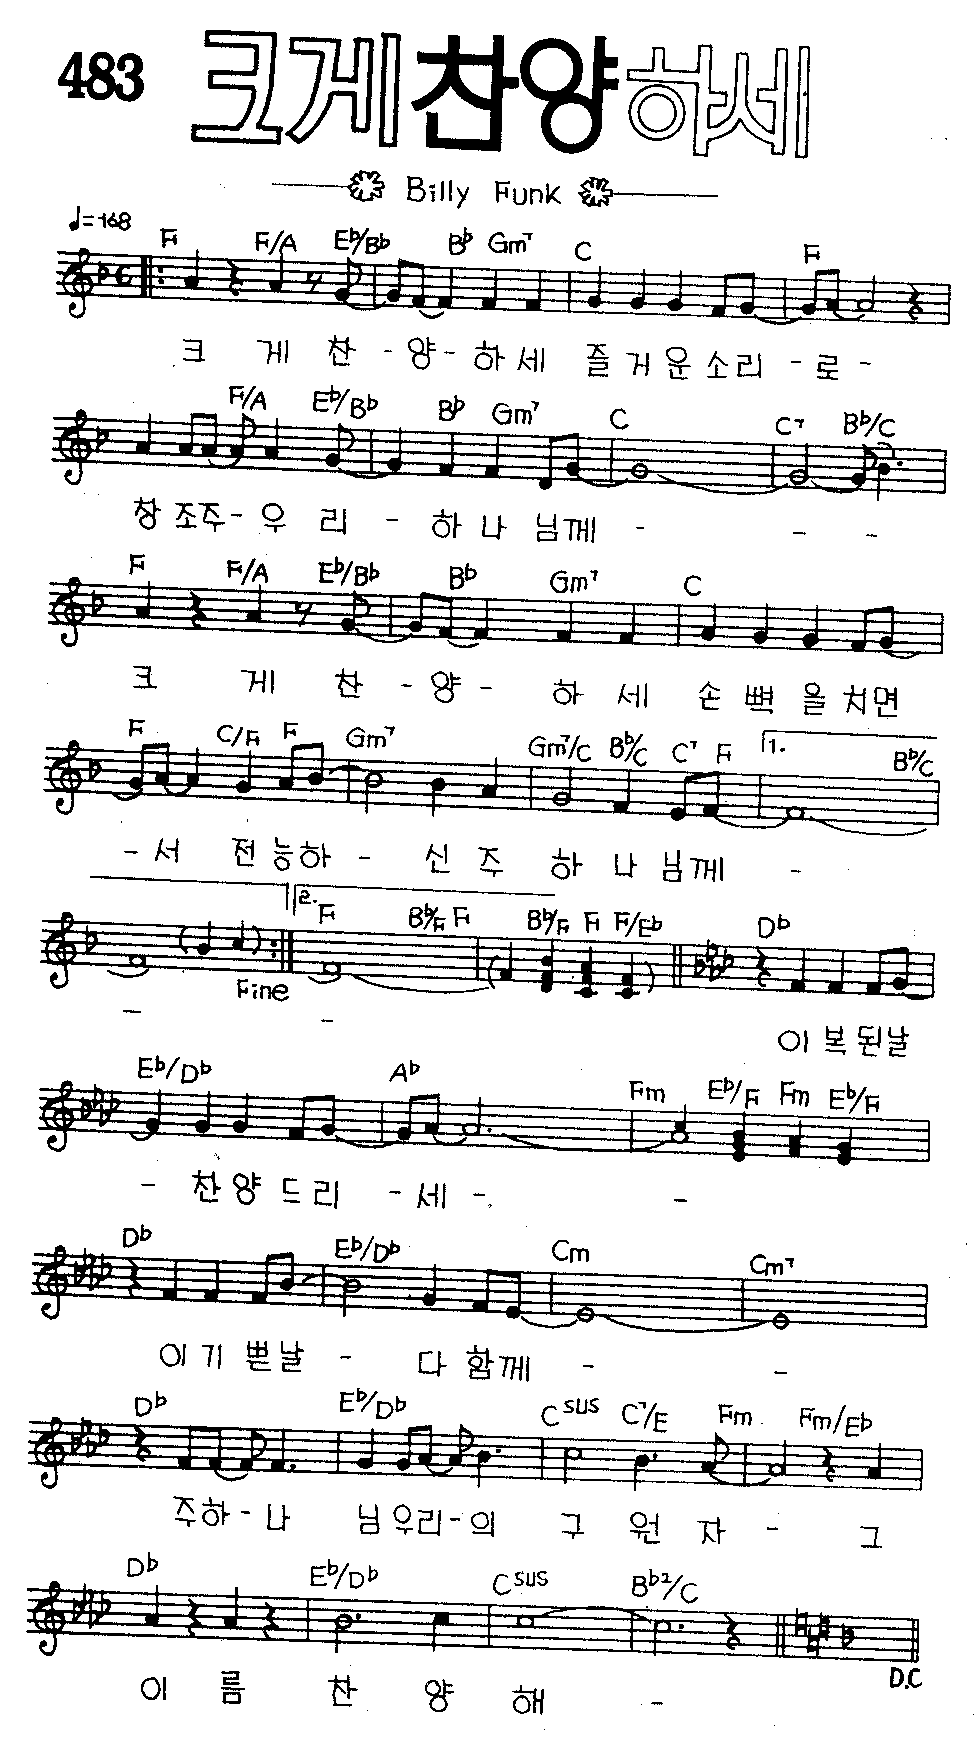 483 크게찬양하세
Billy Funk
♩=168
F F/A E♭/B♭ B♭ Gm7 C F
크 게 찬 - 양 - 하 세 즐 거 운 소 리 - 로 -
F/A E♭/B♭ B♭ Gm7 C C7 B♭/C
창 조 주 - 우 리 - 하 나 님 께 - - -
F F/A E♭/B♭ B♭ Gm7 C
크 게 찬 - 양 - 하 세 손 뼉 을 치 면
F C/F F Gm7 Gm7/C B♭/C C7 F 1. B♭/C
- 서 전 능 하 - 신 주 하 나 님 께 -
2. F B♭/F F B♭/F F F/E♭ D♭
Fine
- - 이 복 된 날
E♭/D♭ A♭ Fm E♭/F Fm E♭/F
- 찬 양 드 리 - 세 - -
D♭ E♭/D♭ Cm Cm7
이 기 쁜 날 - 다 함 께 - -
D♭ E♭/D♭ Csus C7/E Fm Fm/E♭
주 하 - 나 님 우 리 - 의 구 원 자 - 그
D♭ E♭/D♭ Csus B♭2/C
D.C
이 름 찬 양 해 -